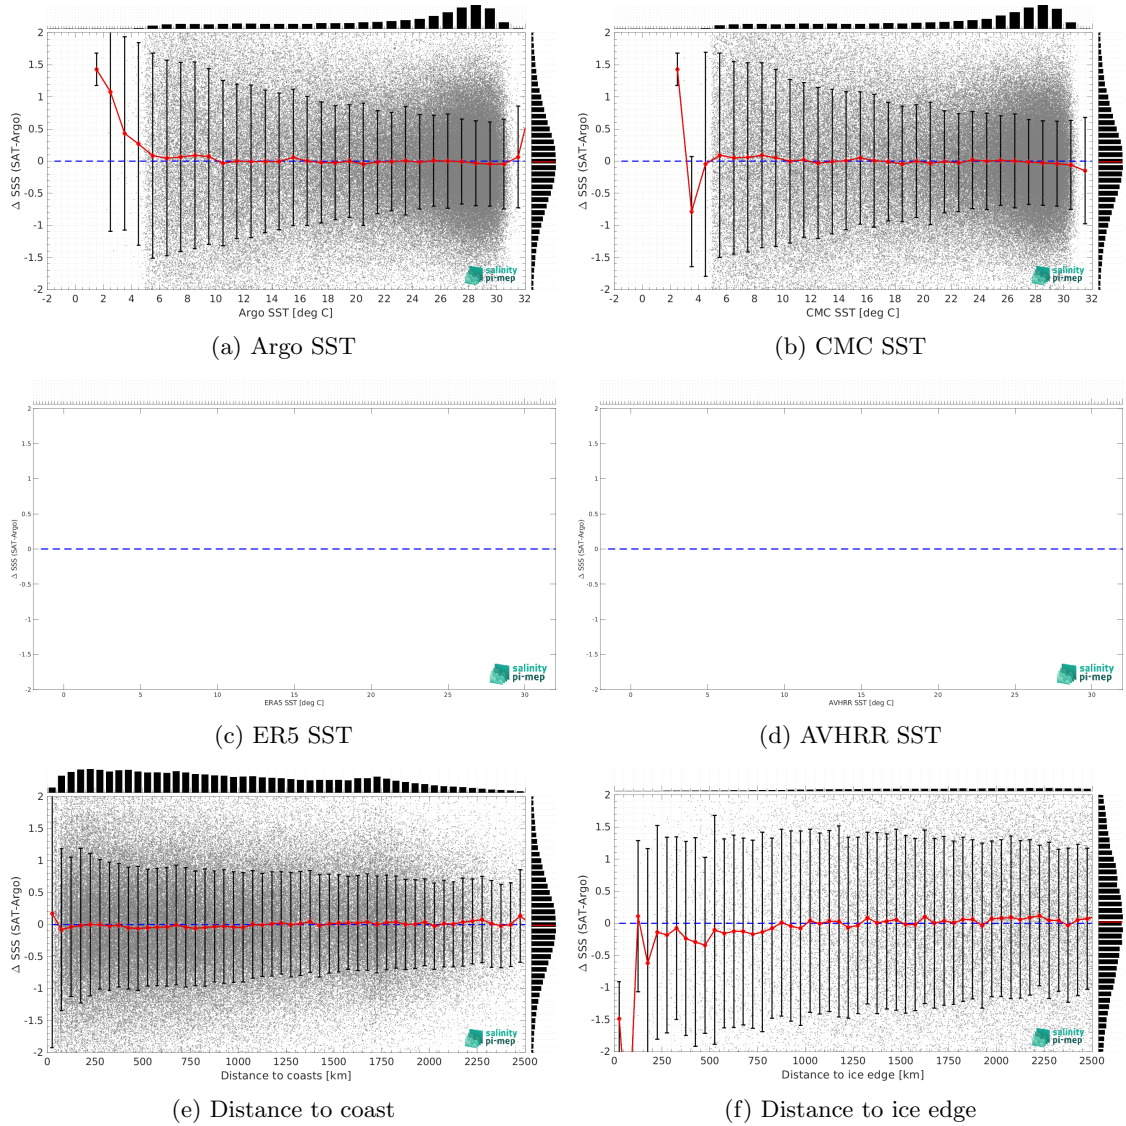 2
1.5
1
0.5
0
-0.5
-1
-1.5
-2
Δ SSS (SAT-Argo)
salinity
pi-mep
-2 0 2 4 6 8 10 12 14 16 18 20 22 24 26 28 30 32
Argo SST [deg C]
(a) Argo SST
2
1.5
1
0.5
0
-0.5
-1
-1.5
-2
Δ SSS (SAT-Argo)
salinity
pi-mep
-2 0 2 4 6 8 10 12 14 16 18 20 22 24 26 28 30 32
CMC SST [deg C]
(b) CMC SST
2
1.5
1
0.5
0
-0.5
-1
-1.5
-2
Δ SSS (SAT-Argo)
salinity
pi-mep
0 5 10 15 20 25 30
ERA5 SST [deg C]
(c) ER5 SST
2
1.5
1
0.5
0
-0.5
-1
-1.5
-2
Δ SSS (SAT-Argo)
salinity
pi-mep
0 5 10 15 20 25 30
AVHRR SST [deg C]
(d) AVHRR SST
2
1.5
1
0.5
0
-0.5
-1
-1.5
-2
Δ SSS (SAT-Argo)
salinity
pi-mep
0 250 500 750 1000 1250 1500 1750 2000 2250 2500
Distance to coasts [km]
(e) Distance to coast
2
1.5
1
0.5
0
-0.5
-1
-1.5
-2
Δ SSS (SAT-Argo)
salinity
pi-mep
0 250 500 750 1000 1250 1500 1750 2000 2250 2500
Distance to ice edge [km]
(f) Distance to ice edge